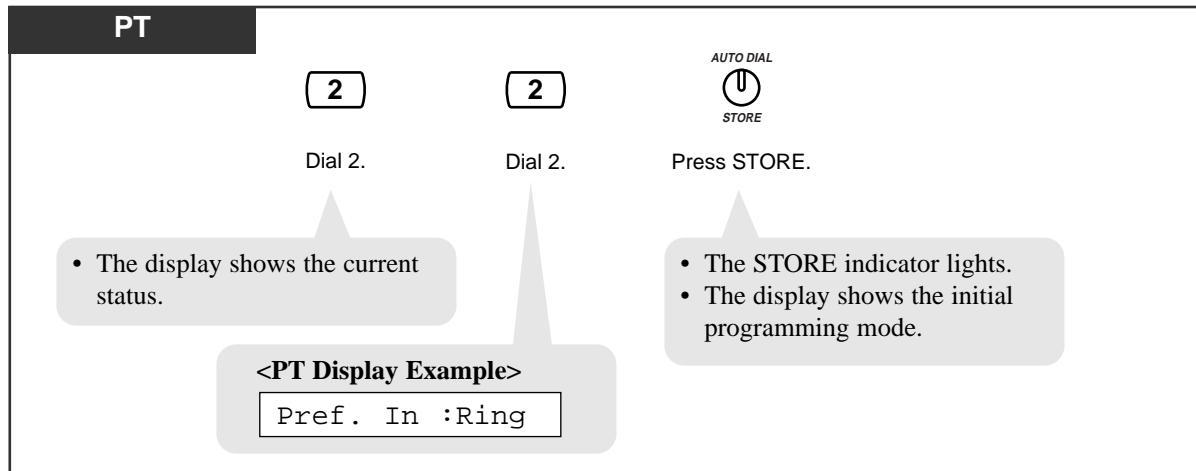 PT
2
2
AUTO DIAL
STORE
Dial 2.
Dial 2.
Press STORE.
• The display shows the current
status.
• The STORE indicator lights.
• The display shows the initial
programming mode.
<PT Display Example>
Pref. In :Ring